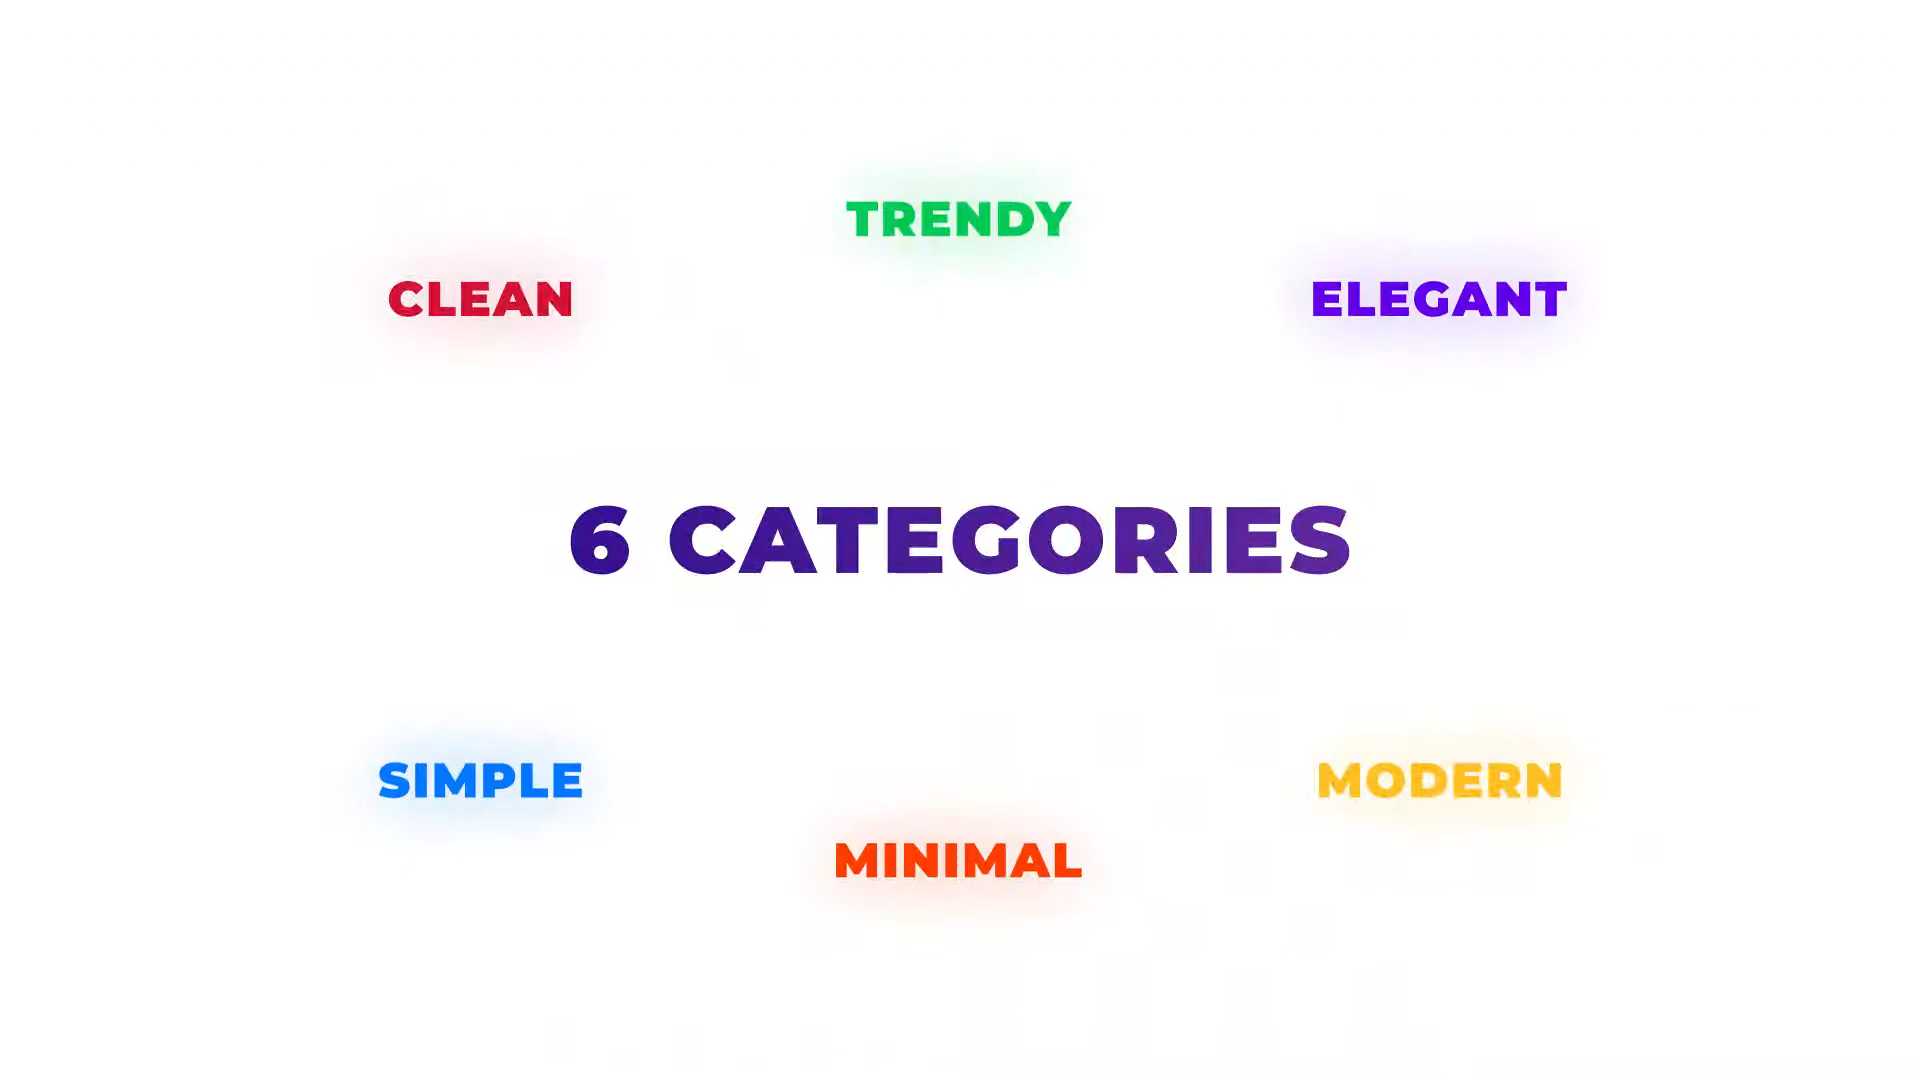 TRENDY
CLEAN
ELEGANT
6 CATEGORIES
SIMPLE
MODERN
MINIMAL